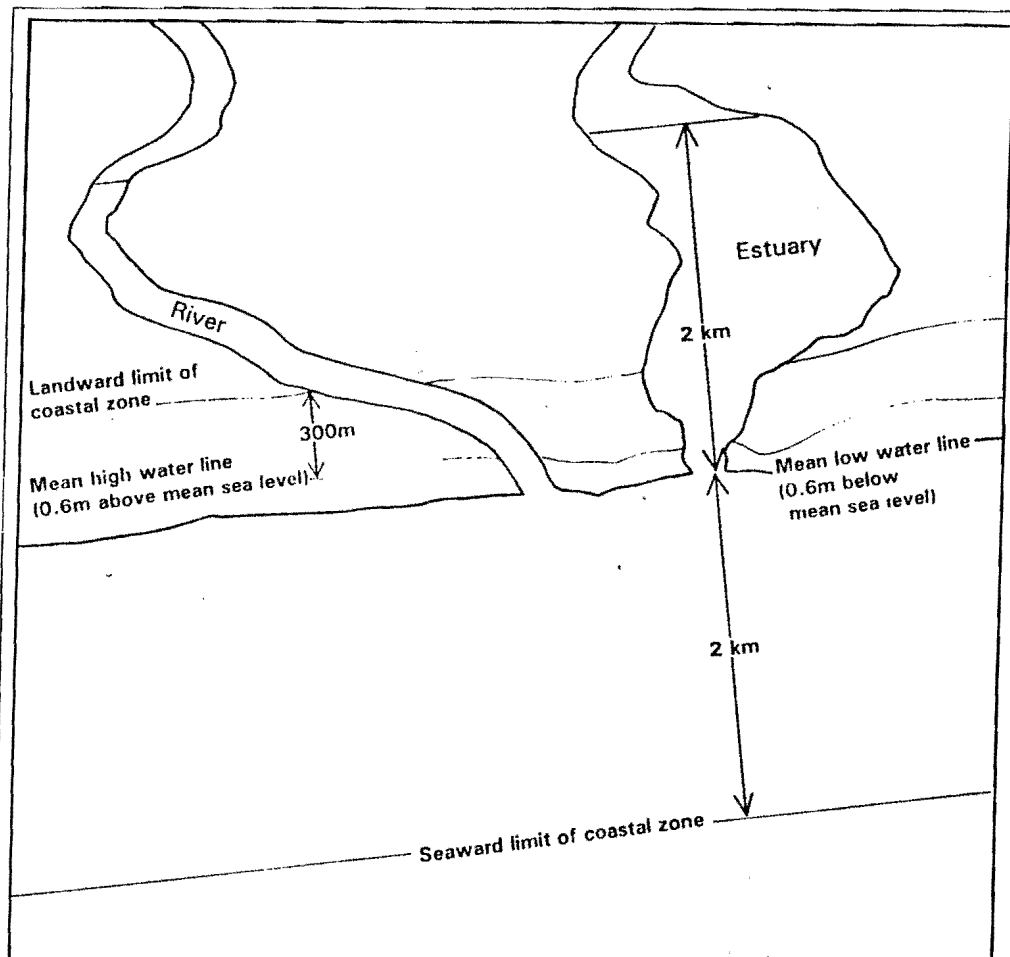 Estuary
River
2 km
Landward limit of
coastal zone
300m
Mean high water line
(0.6m above mean sea level)
Mean low water line
(0.6m below
mean sea level)
2 km
Seaward limit of coastal zone